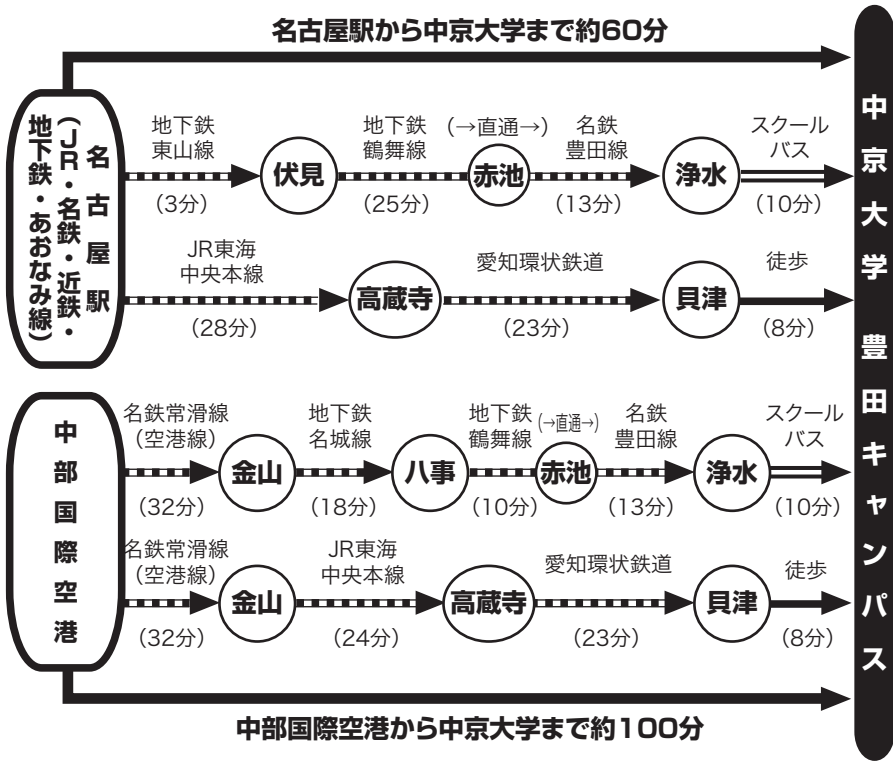 名古屋駅から中京大学まで約60分
名古屋駅
(JR・名鉄・近鉄・
地下鉄・あおなみ線)
地下鉄
東山線
(3分)
伏見
地下鉄
鶴舞線
(25分)
(→直通→)
赤池
名鉄
豊田線
(13分)
浄水
スクール
バス
(10分)
JR東海
中央本線
(28分)
高蔵寺
愛知環状鉄道
(23分)
貝津
徒歩
(8分)
中部国際空港
名鉄常滑線
(空港線)
(32分)
金山
地下鉄
名城線
(18分)
八事
地下鉄
鶴舞線
(10分)
(→直通→)
赤池
名鉄
豊田線
(13分)
浄水
スクール
バス
(10分)
名鉄常滑線
(空港線)
(32分)
金山
JR東海
中央本線
(24分)
高蔵寺
愛知環状鉄道
(23分)
貝津
徒歩
(8分)
中部国際空港から中京大学まで約100分
中京大学 豊田キャンパス